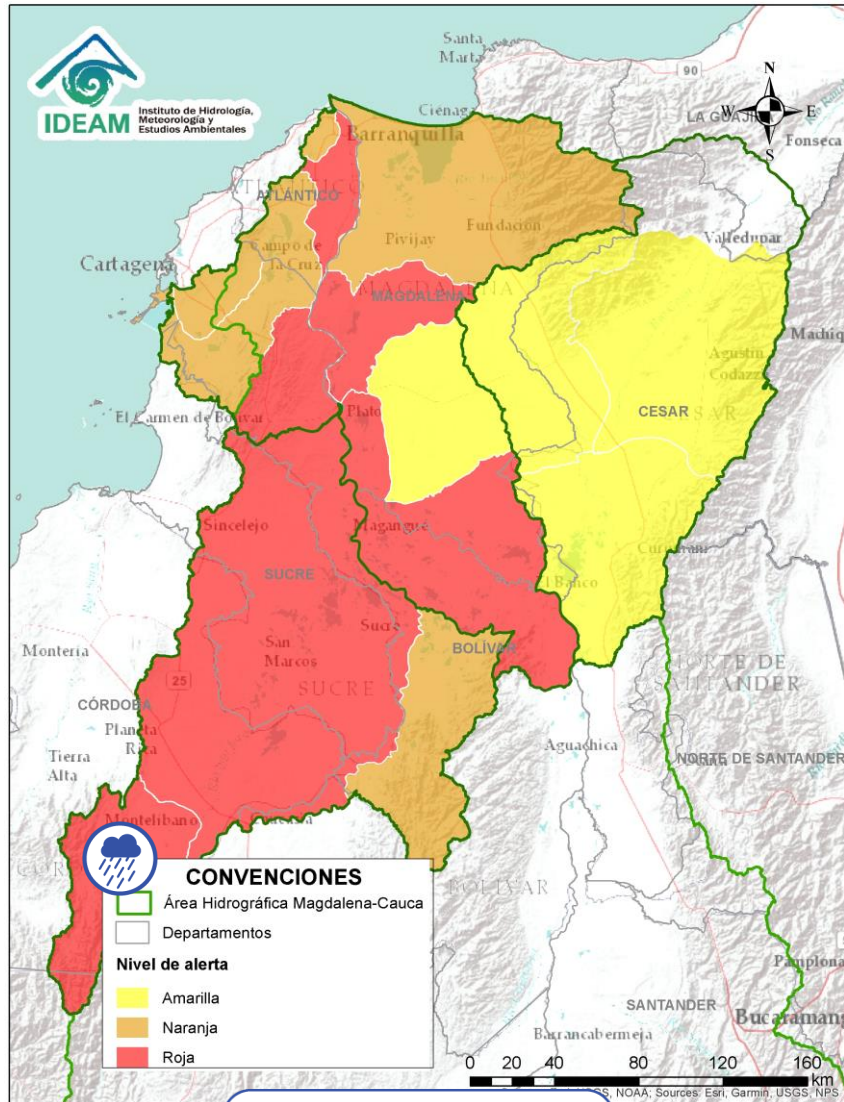 Santa
Marta
90
N
W
E
S
IDEAM
Instituto de Hidrología,
Meteorología y
Estudios Ambientales
Ciénaga
LA GUAJIRA
Fonseca
Barranquilla
ATLÁNTICO
Valledupar
Fundación
Pivijay
Campo de
la Cruz
Cartagena
MAGDALENA
MAGDALENA
Agustín
Codazzi
CESAR
El Carmen de Bolívar
Plato
Sincelejo
Magangué
SUCRE
El Banco
Sucre
San
Marcos
SUCRE
BOLÍVAR
Montería
25
CÓRDOBA
Planeta
Rica
Tierra
Alta
NORTE DE
SANTANDER
NORTE DE SANTANDER
Aguachica
Montelíbano
BOLÍVAR
CONVENCIONES
Área Hidrográfica Magdalena-Cauca
Departamentos
Nivel de alerta
Amarilla
Naranja
Roja
Pamplona
SANTANDER
Bucaramang
Barrancabermeja
0 20 40 80 120 160
km
NOAA; Sources: Esri, Garmin, USGS, NPS